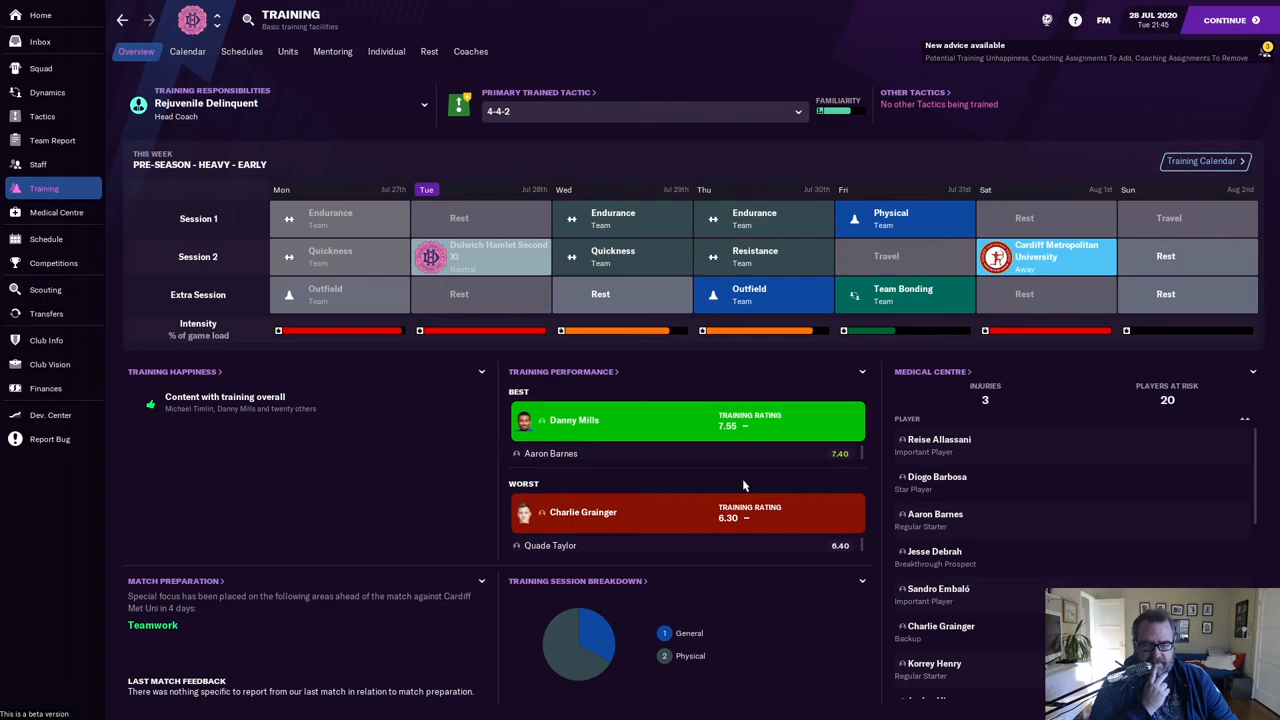 Home
Inbox
Squad
Dynamics
Tactics
Team Report
Staff
Training
Medical Centre
Schedule
Competitions
Scouting
Transfers
Club Info
Club Vision
Finances
Dev. Center
Report Bug
This is a beta version
TRAINING
Basic training facilities
FM
28 JUL 2020
Tue 21:45
CONTINUE
Overview
Calendar
Schedules
Units
Mentoring
Individual
Rest
Coaches
New advice available
3
Potential Training Unhappiness, Coaching Assignments To Add, Coaching Assignments To Remove
TRAINING RESPONSIBILITIES
Rejuvenile Delinquent
Head Coach
PRIMARY TRAINED TACTIC >
4-4-2
FAMILIARITY
OTHER TACTICS >
No other Tactics being trained
THIS WEEK
PRE-SEASON - HEAVY - EARLY
Training Calendar >
Mon Jul 27th
Tue Jul 28th
Wed Jul 29th
Thu Jul 30th
Fri Jul 31st
Sat Aug 1st
Sun Aug 2nd
Session 1
Endurance
Team
Rest
Endurance
Team
Endurance
Team
Physical
Team
Rest
Travel
Session 2
Quickness
Team
Dulwich Hamlet Second
XI
Neutral
Quickness
Team
Resistance
Team
Travel
Cardiff Metropolitan
University
Away
Rest
Extra Session
Outfield
Team
Rest
Rest
Outfield
Team
Team Bonding
Team
Rest
Rest
Intensity
% of game load
TRAINING HAPPINESS >
Content with training overall
Michael Timlin, Danny Mills and twenty others
TRAINING PERFORMANCE >
BEST
Danny Mills
TRAINING RATING
7.55 –
Aaron Barnes
7.40
WORST
Charlie Grainger
TRAINING RATING
6.30 –
Quade Taylor
6.40
MEDICAL CENTRE >
INJURIES
3
PLAYERS AT RISK
20
PLAYER
Reise Allassani
Important Player
Diogo Barbosa
Star Player
Aaron Barnes
Regular Starter
Jesse Debrah
Breakthrough Prospect
Sandro Embaló
Important Player
Charlie Grainger
Backup
Korrey Henry
Regular Starter
MATCH PREPARATION >
Special focus has been placed on the following areas ahead of the match against Cardiff
Met Uni in 4 days:
Teamwork
LAST MATCH FEEDBACK
There was nothing specific to report from our last match in relation to match preparation.
TRAINING SESSION BREAKDOWN >
1 General
2 Physical